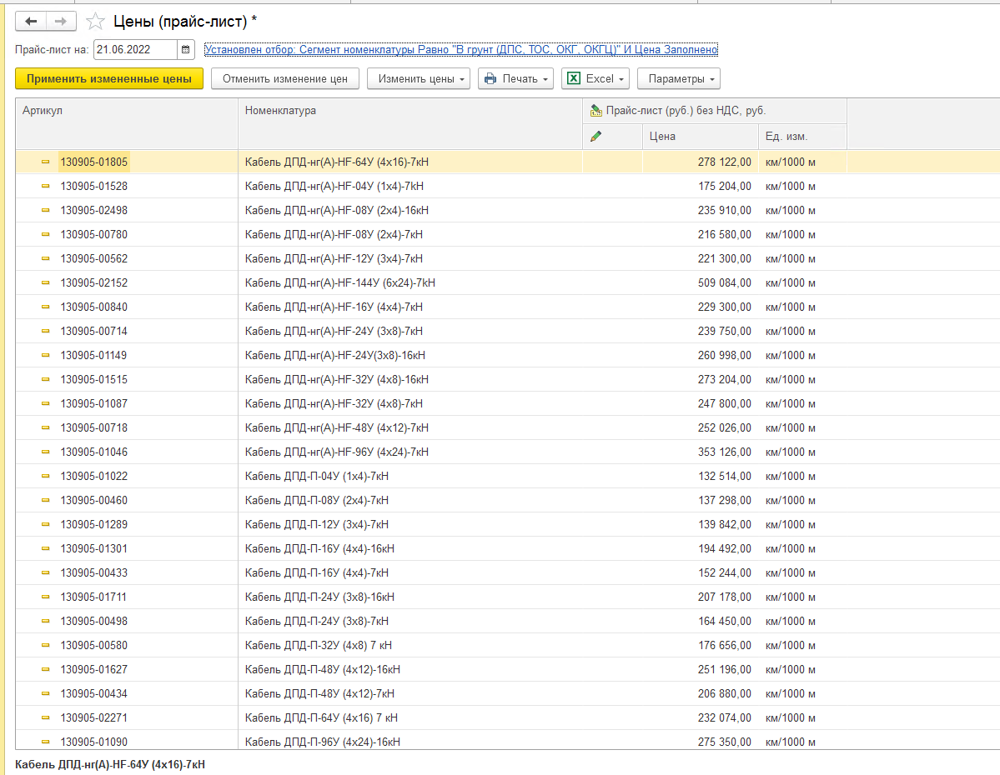 Цены (прайс-лист) *
Прайс-лист на: 21.06.2022 Установлен отбор: Сегмент номенклатуры Равно "В грунт (ДПС, ТОС, ОКГ, ОКГЦ)" И Цена Заполнено
Применить измененные цены Отменить изменение цен Изменить цены Печать Excel Параметры
Артикул Номенклатура Прайс-лист (руб.) без НДС, руб.
Цена Ед. изм.
130905-01805 Кабель ДПД-нг(А)-HF-64У (4х16)-7кН 278 122,00 км/1000 м
130905-01528 Кабель ДПД-нг(А)-HF-04У (1х4)-7kH 175 204,00 км/1000 м
130905-02498 Кабель ДПД-нг(А)-HF-08У (2х4)-16кН 235 910,00 км/1000 м
130905-00780 Кабель ДПД-нг(А)-HF-08У (2х4)-7кН 216 580,00 км/1000 м
130905-00562 Кабель ДПД-нг(А)-HF-12У (3х4)-7кН 221 300,00 км/1000 м
130905-02152 Кабель ДПД-нг(А)-HF-144У (6х24)-7kH 509 084,00 км/1000 м
130905-00840 Кабель ДПД-нг(А)-HF-16У (4х4)-7кН 229 300,00 км/1000 м
130905-00714 Кабель ДПД-нг(А)-HF-24У (3х8)-7кН 239 750,00 км/1000 м
130905-01149 Кабель ДПД-нг(А)-HF-24У(3х8)-16кН 260 998,00 км/1000 м
130905-01515 Кабель ДПД-нг(А)-HF-32У (4х8)-16кН 273 204,00 км/1000 м
130905-01087 Кабель ДПД-нг(А)-HF-32У (4х8)-7кН 247 800,00 км/1000 м
130905-00718 Кабель ДПД-нг(А)-HF-48У (4х12)-7кН 252 026,00 км/1000 м
130905-01046 Кабель ДПД-нг(А)-HF-96У (4х24)-7кН 353 126,00 км/1000 м
130905-01022 Кабель ДПД-П-04У (1х4)-7кН 132 514,00 км/1000 м
130905-00460 Кабель ДПД-П-08У (2х4)-7кН 137 298,00 км/1000 м
130905-01289 Кабель ДПД-П-12У (3х4)-7кН 139 842,00 км/1000 м
130905-01301 Кабель ДПД-П-16У (4х4)-16кН 194 492,00 км/1000 м
130905-00433 Кабель ДПД-П-16У (4х4)-7кН 152 244,00 км/1000 м
130905-01711 Кабель ДПД-П-24У (3х8)-16кН 207 178,00 км/1000 м
130905-00498 Кабель ДПД-П-24У (3х8)-7кН 164 450,00 км/1000 м
130905-00580 Кабель ДПД-П-32У (4х8) 7 кН 176 656,00 км/1000 м
130905-01627 Кабель ДПД-П-48У (4х12)-16кН 251 196,00 км/1000 м
130905-00434 Кабель ДПД-П-48У (4х12)-7кН 206 880,00 км/1000 м
130905-02271 Кабель ДПД-П-64У (4х16) 7 кН 232 074,00 км/1000 м
130905-01090 Кабель ДПД-П-96У (4х24)-16кН 275 350,00 км/1000 м
Кабель ДПД-нг(А)-HF-64У (4х16)-7кН